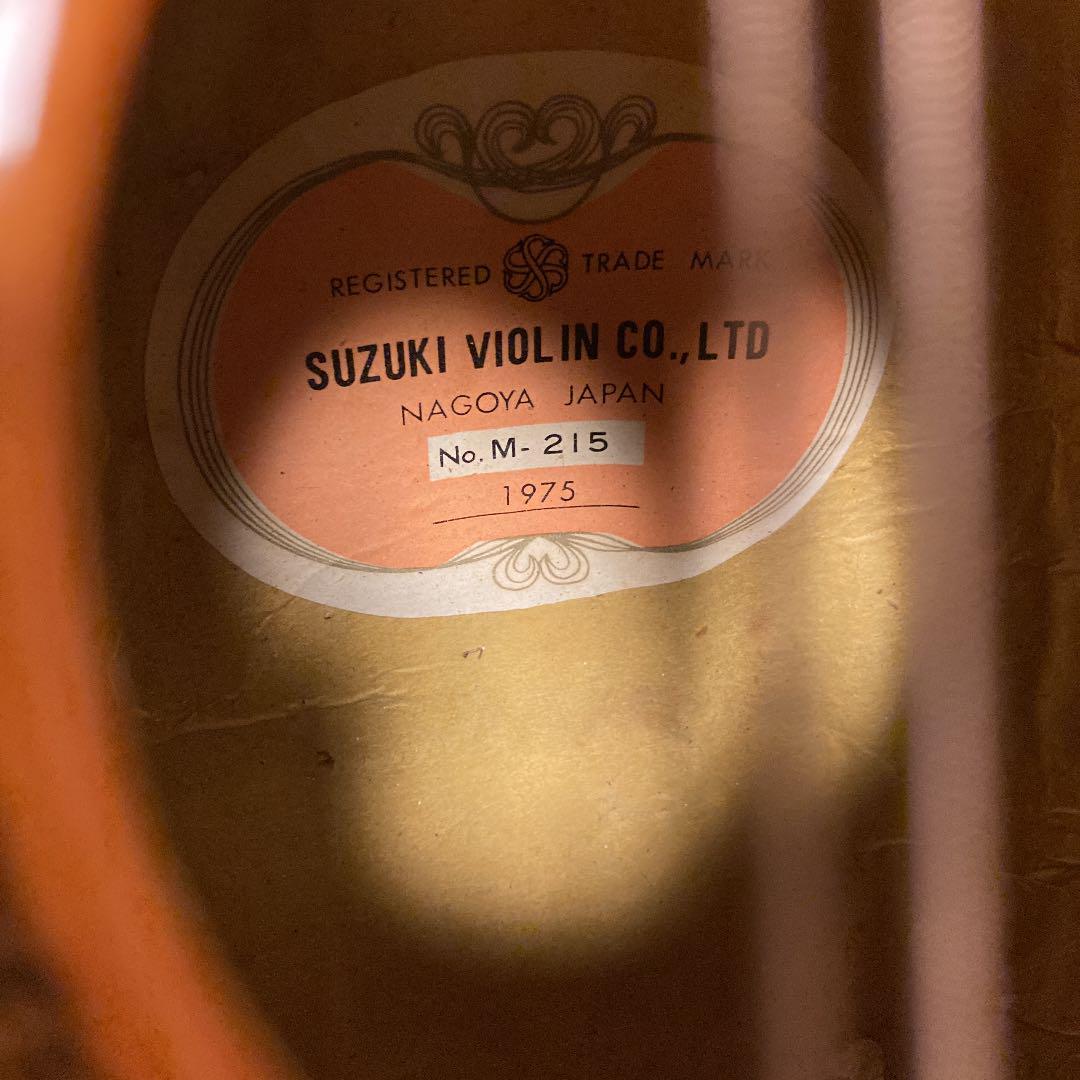 REGISTERED TRADE MARK
SUZUKI VIOLIN CO., LTD
NAGOYA JAPAN
No. M- 215
1975